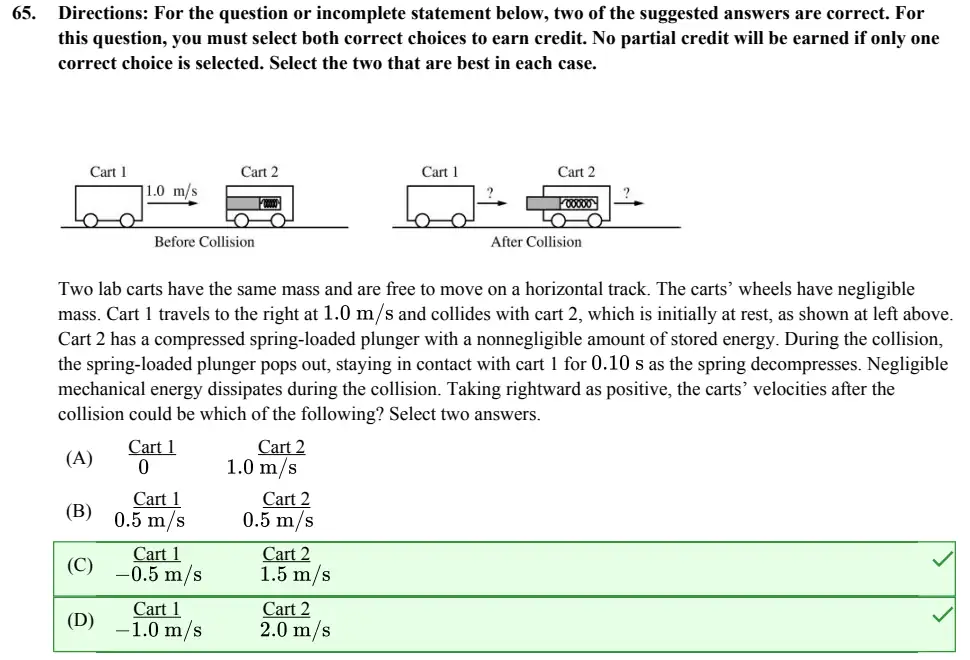 65. Directions: For the question or incomplete statement below, two of the suggested answers are correct. For
this question, you must select both correct choices to earn credit. No partial credit will be earned if only one
correct choice is selected. Select the two that are best in each case.
Cart 1 Cart 2 Cart 1 Cart 2
1.0 m/s ? ?
Before Collision After Collision
Two lab carts have the same mass and are free to move on a horizontal track. The carts' wheels have negligible
mass. Cart 1 travels to the right at 1.0 m/s and collides with cart 2, which is initially at rest, as shown at left above.
Cart 2 has a compressed spring-loaded plunger with a nonnegligible amount of stored energy. During the collision,
the spring-loaded plunger pops out, staying in contact with cart 1 for 0.10 s as the spring decompresses. Negligible
mechanical energy dissipates during the collision. Taking rightward as positive, the carts' velocities after the
collision could be which of the following? Select two answers.
Cart 1 Cart 2
(A) 0 1.0 m/s
Cart 1 Cart 2
(B) 0.5 m/s 0.5 m/s
Cart 1 Cart 2
(C) −0.5 m/s 1.5 m/s
Cart 1 Cart 2
(D) −1.0 m/s 2.0 m/s